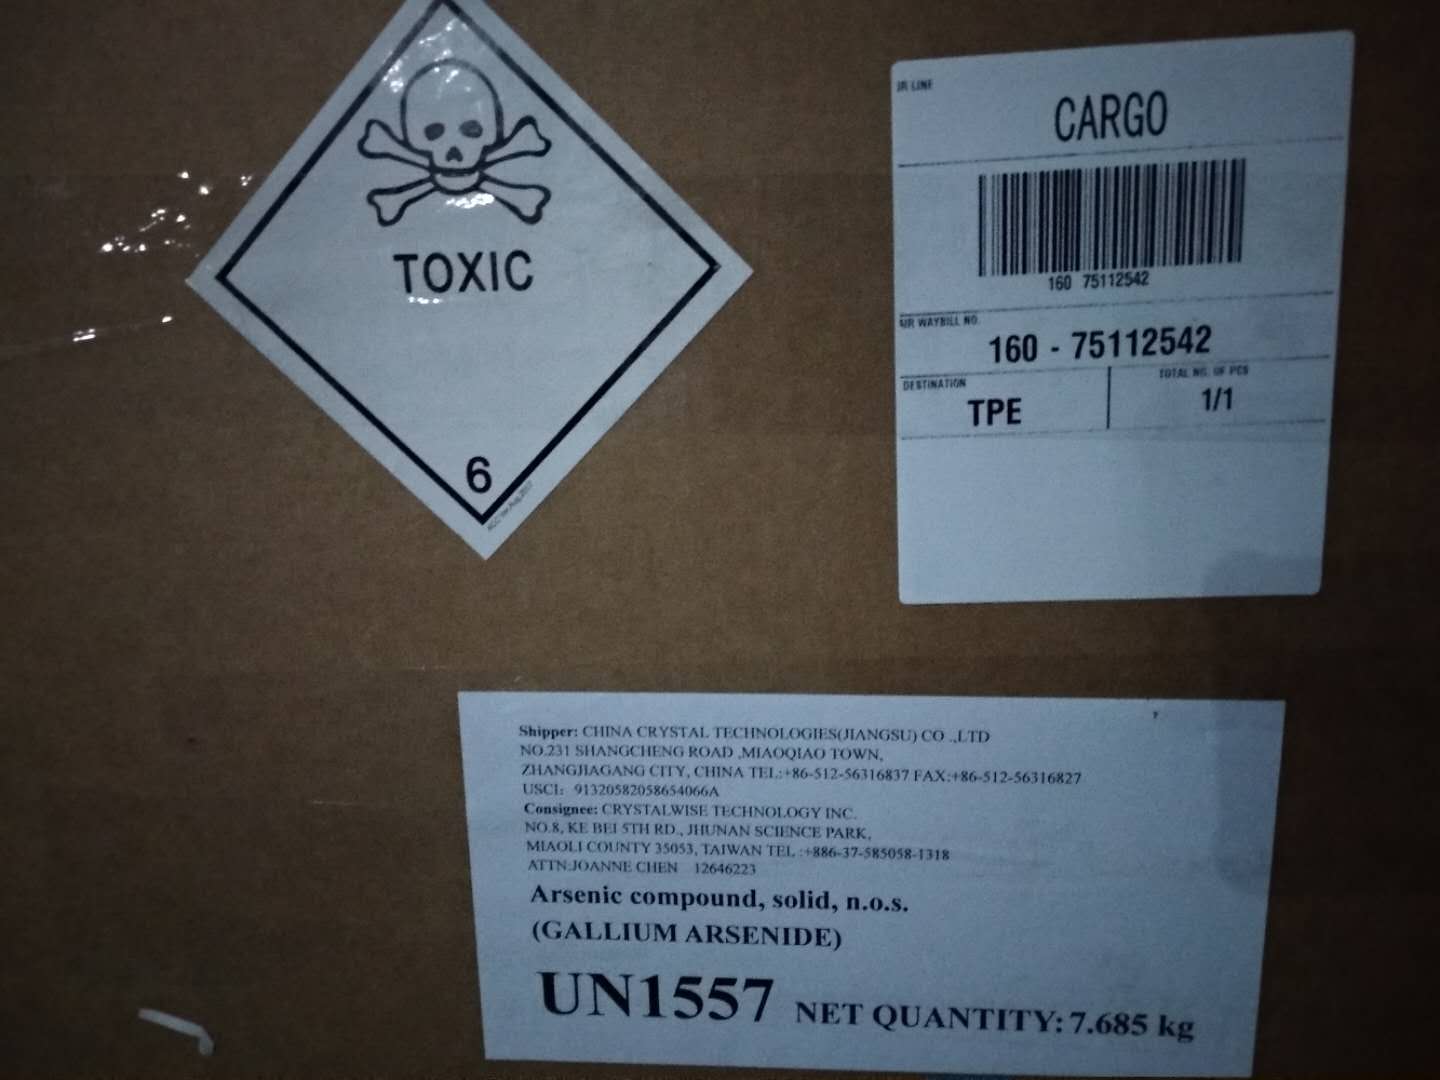 TOXIC
6
CARGO
160 75112542
160 - 75112542
DESTINATION
TOTAL NO. OF PCS
TPE
1/1
Shipper: CHINA CRYSTAL TECHNOLOGIES(JIANGSU) CO .,LTD
NO.231 SHANGCHENG ROAD ,MIAOQIAO TOWN,
ZHANGJIAGANG CITY, CHINA TEL:+86-512-56316837 FAX:+86-512-56316827
USCI: 91320582058654066A
Consignee: CRYSTALWISE TECHNOLOGY INC.
NO.8, KE BEI 5TH RD., JHUNAN SCIENCE PARK,
MIAOLI COUNTY 35053, TAIWAN TEL :+886-37-585058-1318
ATTN:JOANNE CHEN 12646223
Arsenic compound, solid, n.o.s.
(GALLIUM ARSENIDE)
UN1557 NET QUANTITY: 7.685 kg